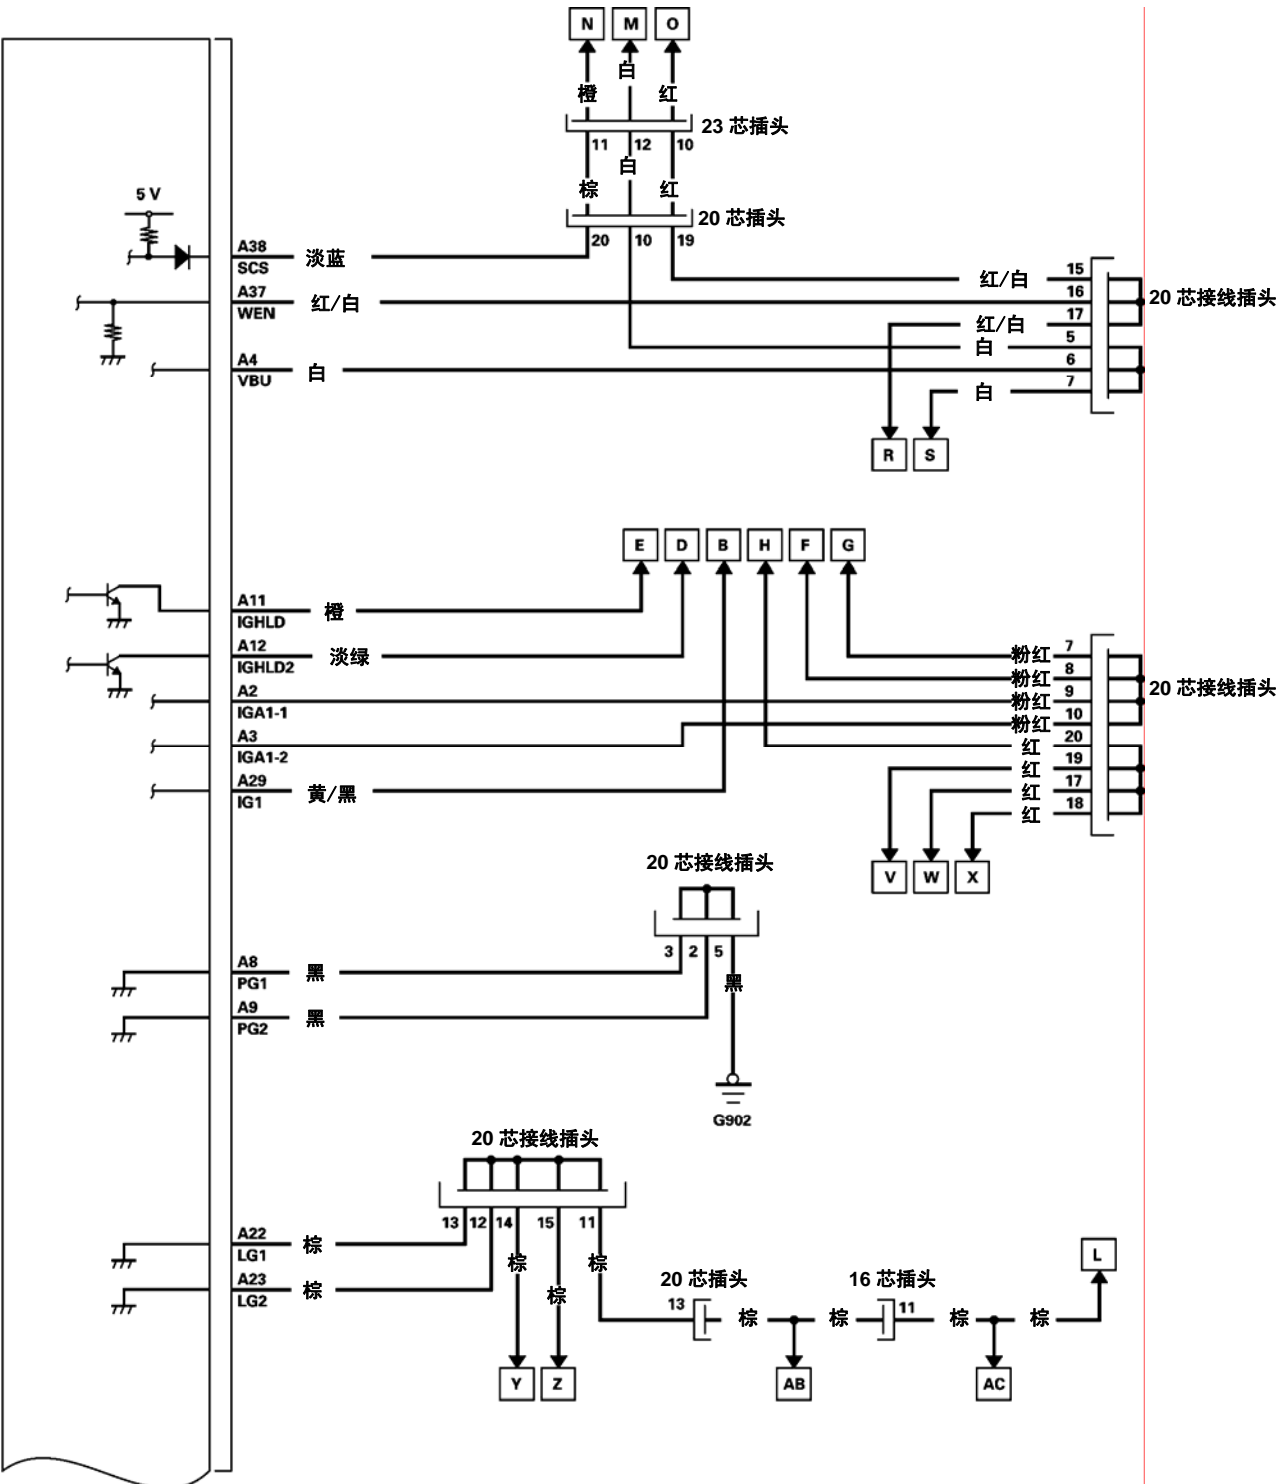 N M O
白
橙 红
23 芯插头
11 12 10
白
棕 红
20 芯插头
20 10 19
5 V
A38
SCS
淡蓝
A37
WEN
红/白
A4
VBU
白
红/白 15
16
红/白 17
白 5
6
白 7
20 芯接线插头
R S
E D B H F G
A11
IGHLD
橙
A12
IGHLD2
淡绿
A2
IGA1-1
A3
IGA1-2
A29
IG1
黄/黑
粉红 7
粉红 8
粉红 9
粉红 10
红 20
红 19
红 17
红 18
20 芯接线插头
V W X
20 芯接线插头
3 2 5
A8
PG1
黑
黑
A9
PG2
黑
G902
20 芯接线插头
13 12 14 15 11
A22
LG1
棕
棕 棕
棕
A23
LG2
棕
20 芯插头
13
棕 棕
16 芯插头
11
棕 棕
L
Y Z AB AC